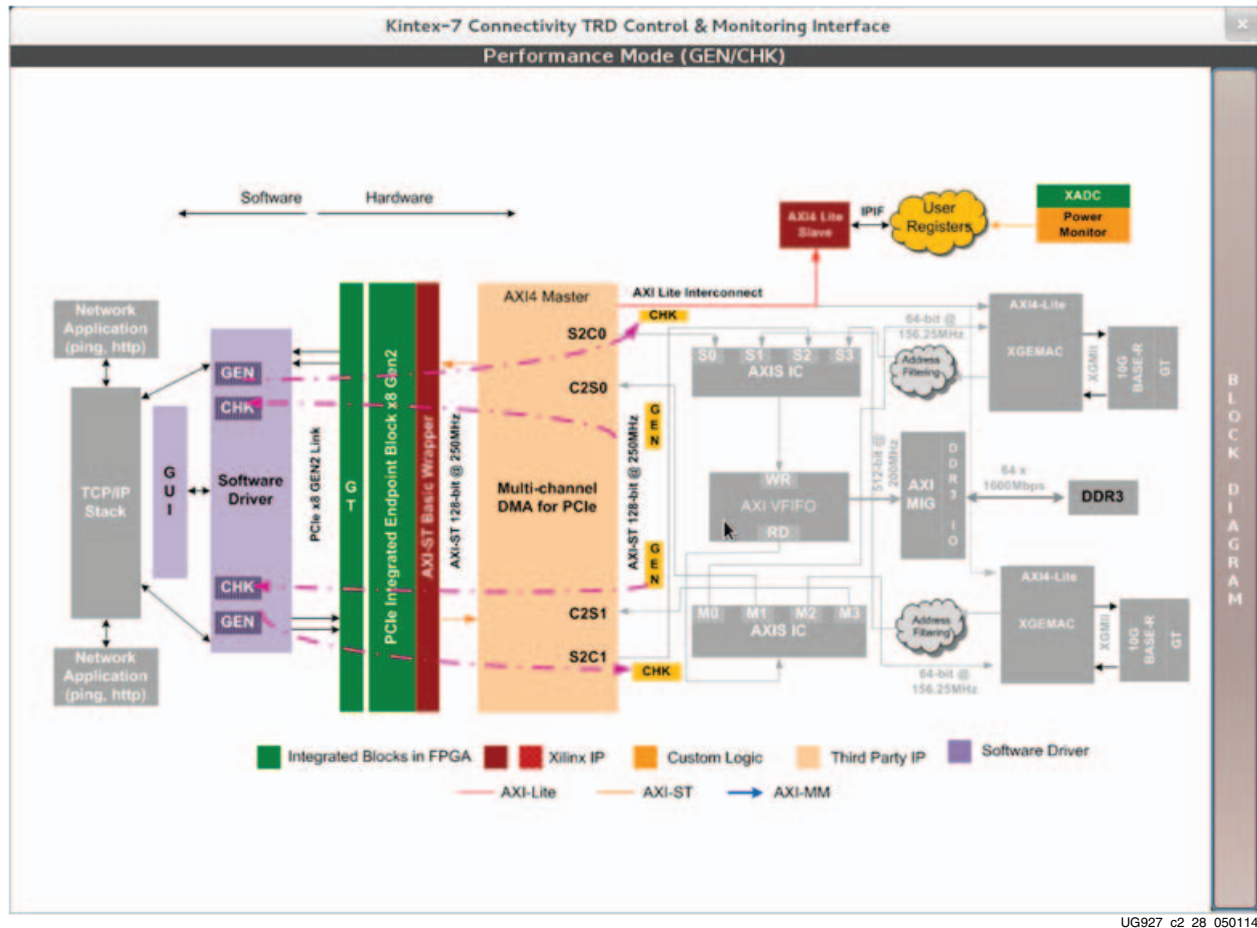 Kintex-7 Connectivity TRD Control & Monitoring Interface
x
Performance Mode (GEN/CHK)
Software
Hardware
XADC
Power
Monitor
User
Registers
IPIF
AXI4 Lite
Slave
Network
Application
(ping, http)
TCP/IP
Stack
Network
Application
(ping, http)
GUI
GEN
CHK
Software
Driver
CHK
GEN
PCIe x8 GEN2 Link
GT
PCIe Integrated Endpoint Block x8 Gen2
AXI-ST Basic Wrapper
AXI-ST 128-bit @ 250MHz
AXI4 Master
S2C0
C2S0
Multi-channel
DMA for PCIe
C2S1
S2C1
AXI Lite Interconnect
CHK
GEN
AXI-ST 128-bit @ 250MHz
GEN
CHK
S0 S1 S2 S3
AXIS IC
WR
AXI VFIFO
RD
M0 M1 M2 M3
AXIS IC
64-bit @
156.25MHz
Address
Filtering
512-bit @
200MHz
AXI
MIG
DDR3 IO
64 x
1600Mbps
DDR3
AXI4-Lite
XGEMAC
XGMII
10G
BASE-R
GT
Address
Filtering
64-bit @
156.25MHz
AXI4-Lite
XGEMAC
XGMII
10G
BASE-R
GT
BLOCK DIAGRAM
Integrated Blocks in FPGA
Xilinx IP
Custom Logic
Third Party IP
Software Driver
AXI-Lite
AXI-ST
AXI-MM
UG927_c2_28_050114